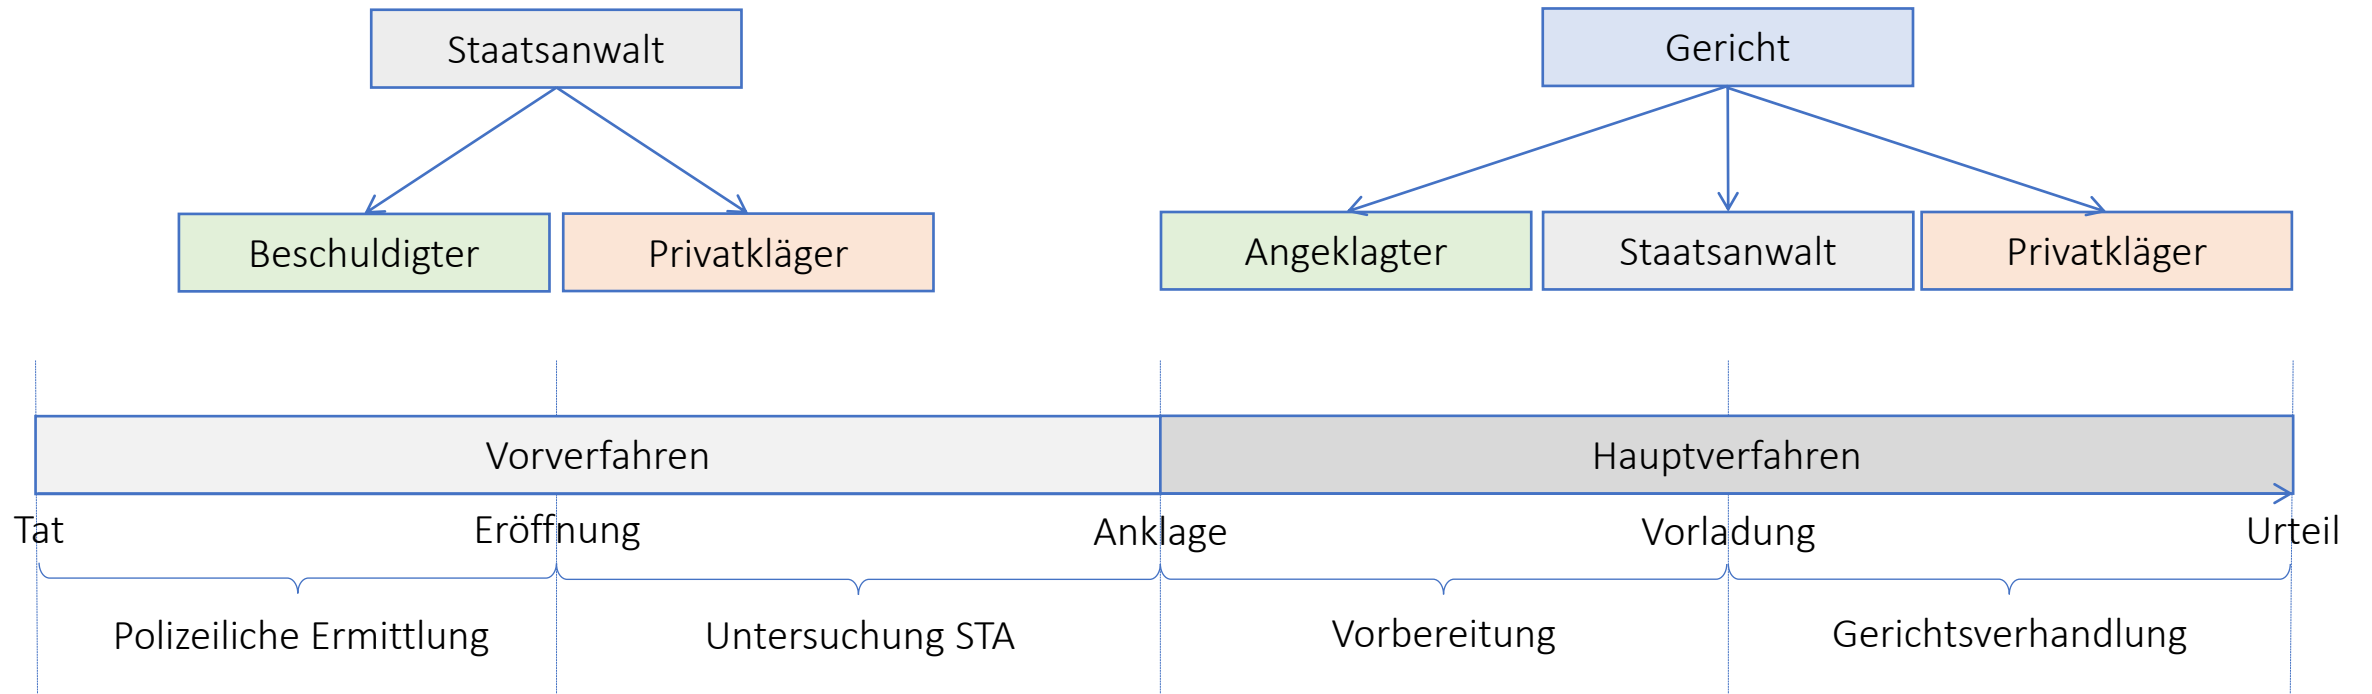 Staatsanwalt
Gericht
Beschuldigter
Privatkläger
Angeklagter
Staatsanwalt
Privatkläger
Vorverfahren
Hauptverfahren
Tat
Eröffnung
Anklage
Vorladung
Urteil
Polizeiliche Ermittlung
Untersuchung STA
Vorbereitung
Gerichtsverhandlung